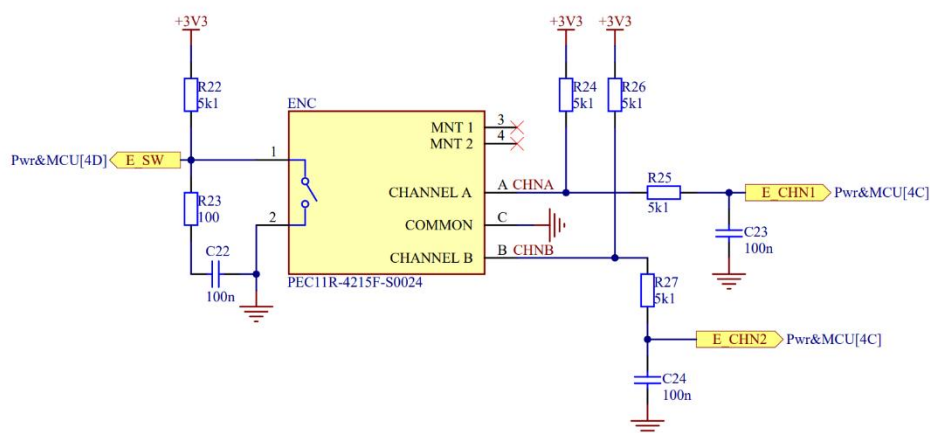 +3V3
+3V3
+3V3
R22
5k1
R24
5k1
R26
5k1
ENC
MNT 1
3
MNT 2
4
Pwr&MCU[4D]
E_SW
1
R23
100
2
C22
100n
CHANNEL A
A
CHNA
COMMON
C
CHANNEL B
B
CHNB
PEC11R-4215F-S0024
R25
5k1
E_CHN1
Pwr&MCU[4C]
C23
100n
R27
5k1
E_CHN2
Pwr&MCU[4C]
C24
100n